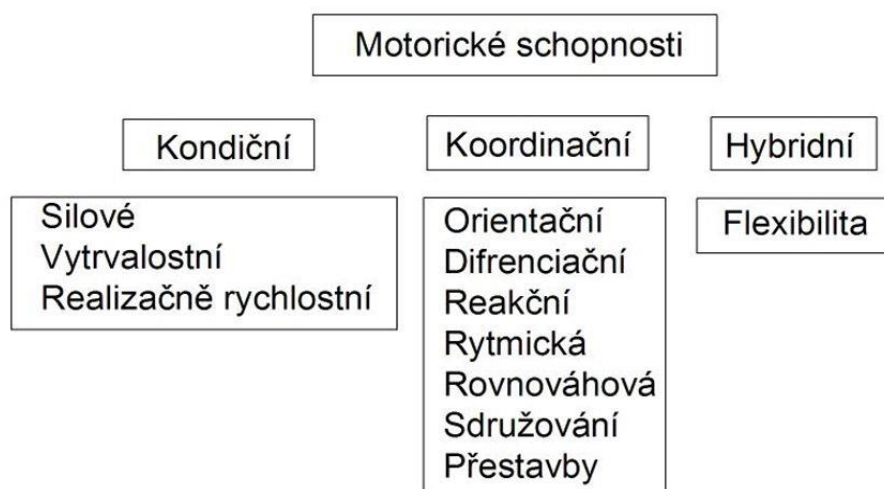 Motorické schopnosti
Kondiční
Koordinační
Hybridní
Silové
Vytrvalostní
Realizačně rychlostní
Orientační
Difrenciační
Reakční
Rytmická
Rovnováhová
Sdružování
Přestavby
Flexibilita